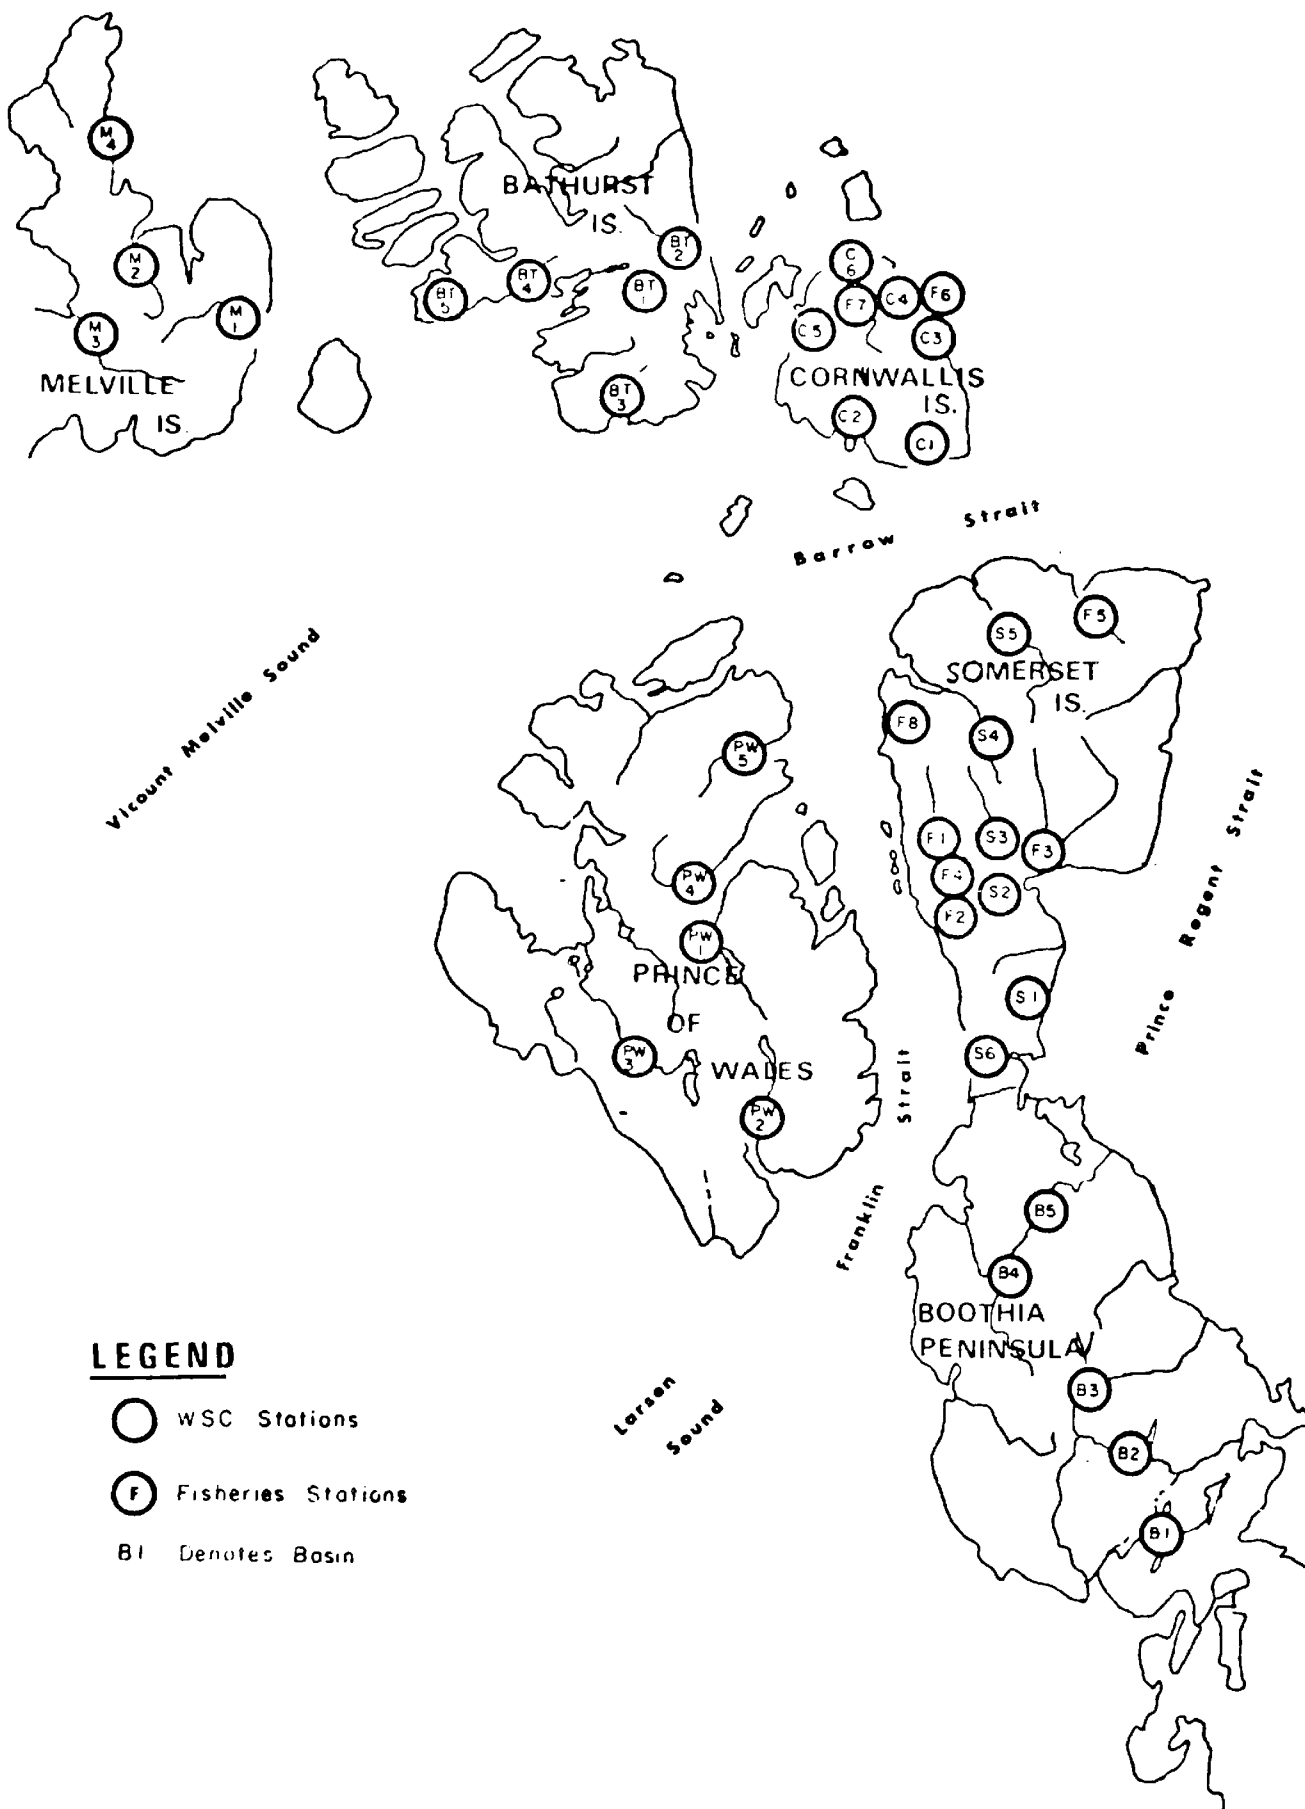 M
4
M
2
M
1
M
3
MELVILLE
IS.
BATHURST
IS.
BT
2
BT
4
BT
1
BT
5
BT
3
C
6
F7
C4
F6
C5
C3
CORNWALLIS
IS.
C2
C1
Barrow Strait
Vicount Melville Sound
S5
F5
SOMERSET
IS.
F8
S4
F1
S3
F3
F4
S2
F2
S1
S6
PW
5
PW
4
PW
1
PRINCE
OF
PW
3
WALES
PW
2
Prince Regent Strait
Franklin Strait
B5
B4
BOOTHIA
PENINSULA
B3
B2
B1
Larsen
Sound
LEGEND
WSC Stations
F Fisheries Stations
B1 Denotes Basin